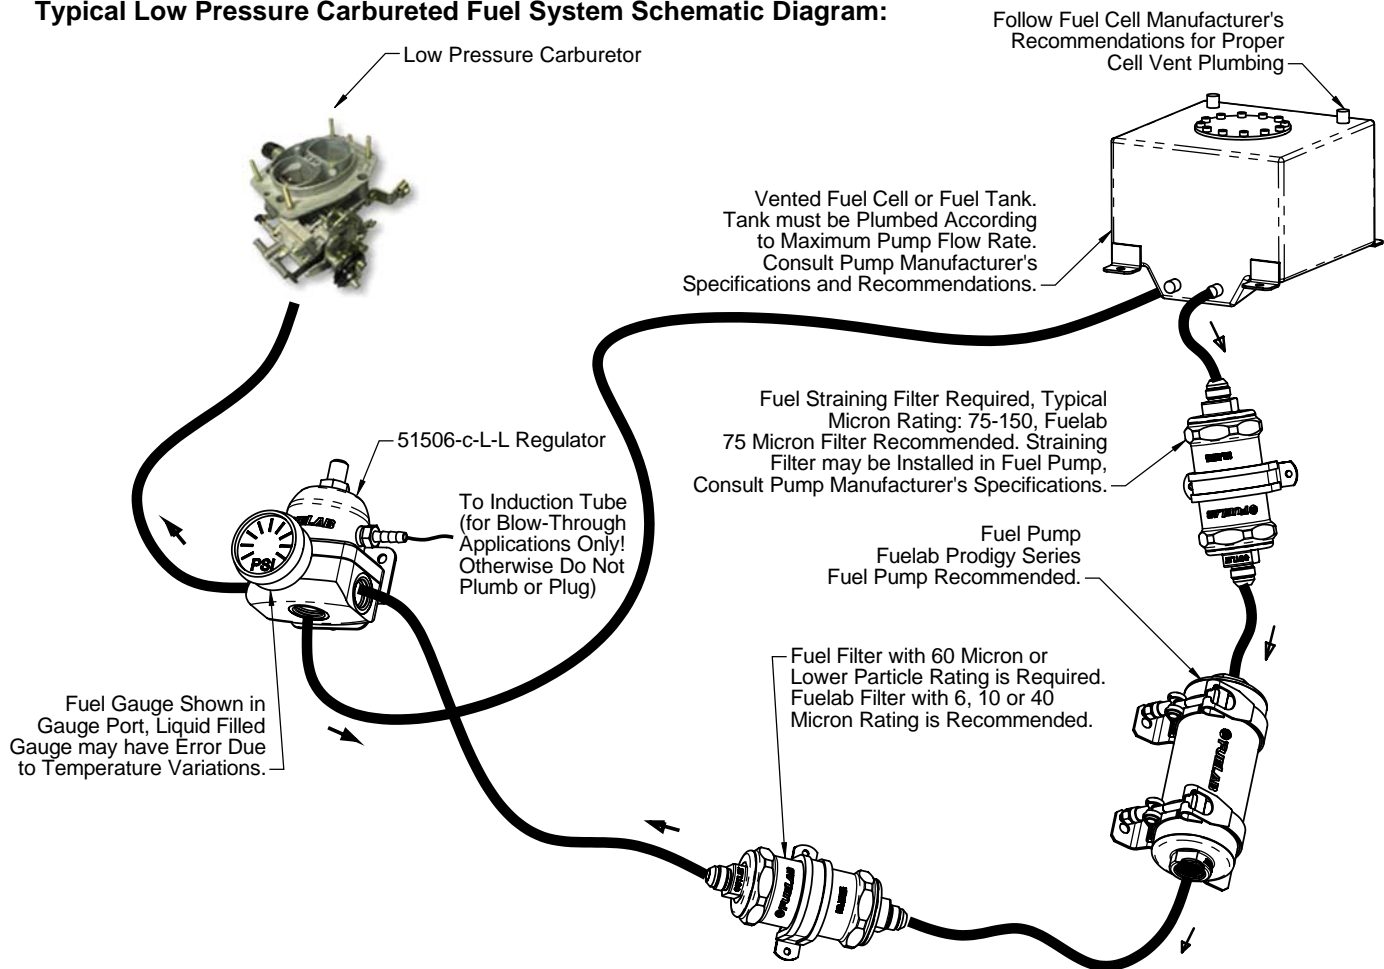 Typical Low Pressure Carbureted Fuel System Schematic Diagram:
Follow Fuel Cell Manufacturer's
Recommendations for Proper
Cell Vent Plumbing
Low Pressure Carburetor
Vented Fuel Cell or Fuel Tank.
Tank must be Plumbed According
to Maximum Pump Flow Rate.
Consult Pump Manufacturer's
Specifications and Recommendations.
Fuel Straining Filter Required, Typical
Micron Rating: 75-150, Fuelab
75 Micron Filter Recommended. Straining
Filter may be Installed in Fuel Pump,
Consult Pump Manufacturer's Specifications.
51506-c-L-L Regulator
To Induction Tube
(for Blow-Through
Applications Only!
Otherwise Do Not
Plumb or Plug)
PSI
FUELAB
Fuel Pump
Fuelab Prodigy Series
Fuel Pump Recommended.
FUELAB
Fuel Filter with 60 Micron or
Lower Particle Rating is Required.
Fuelab Filter with 6, 10 or 40
Micron Rating is Recommended.
FUELAB
Fuel Gauge Shown in
Gauge Port, Liquid Filled
Gauge may have Error Due
to Temperature Variations.